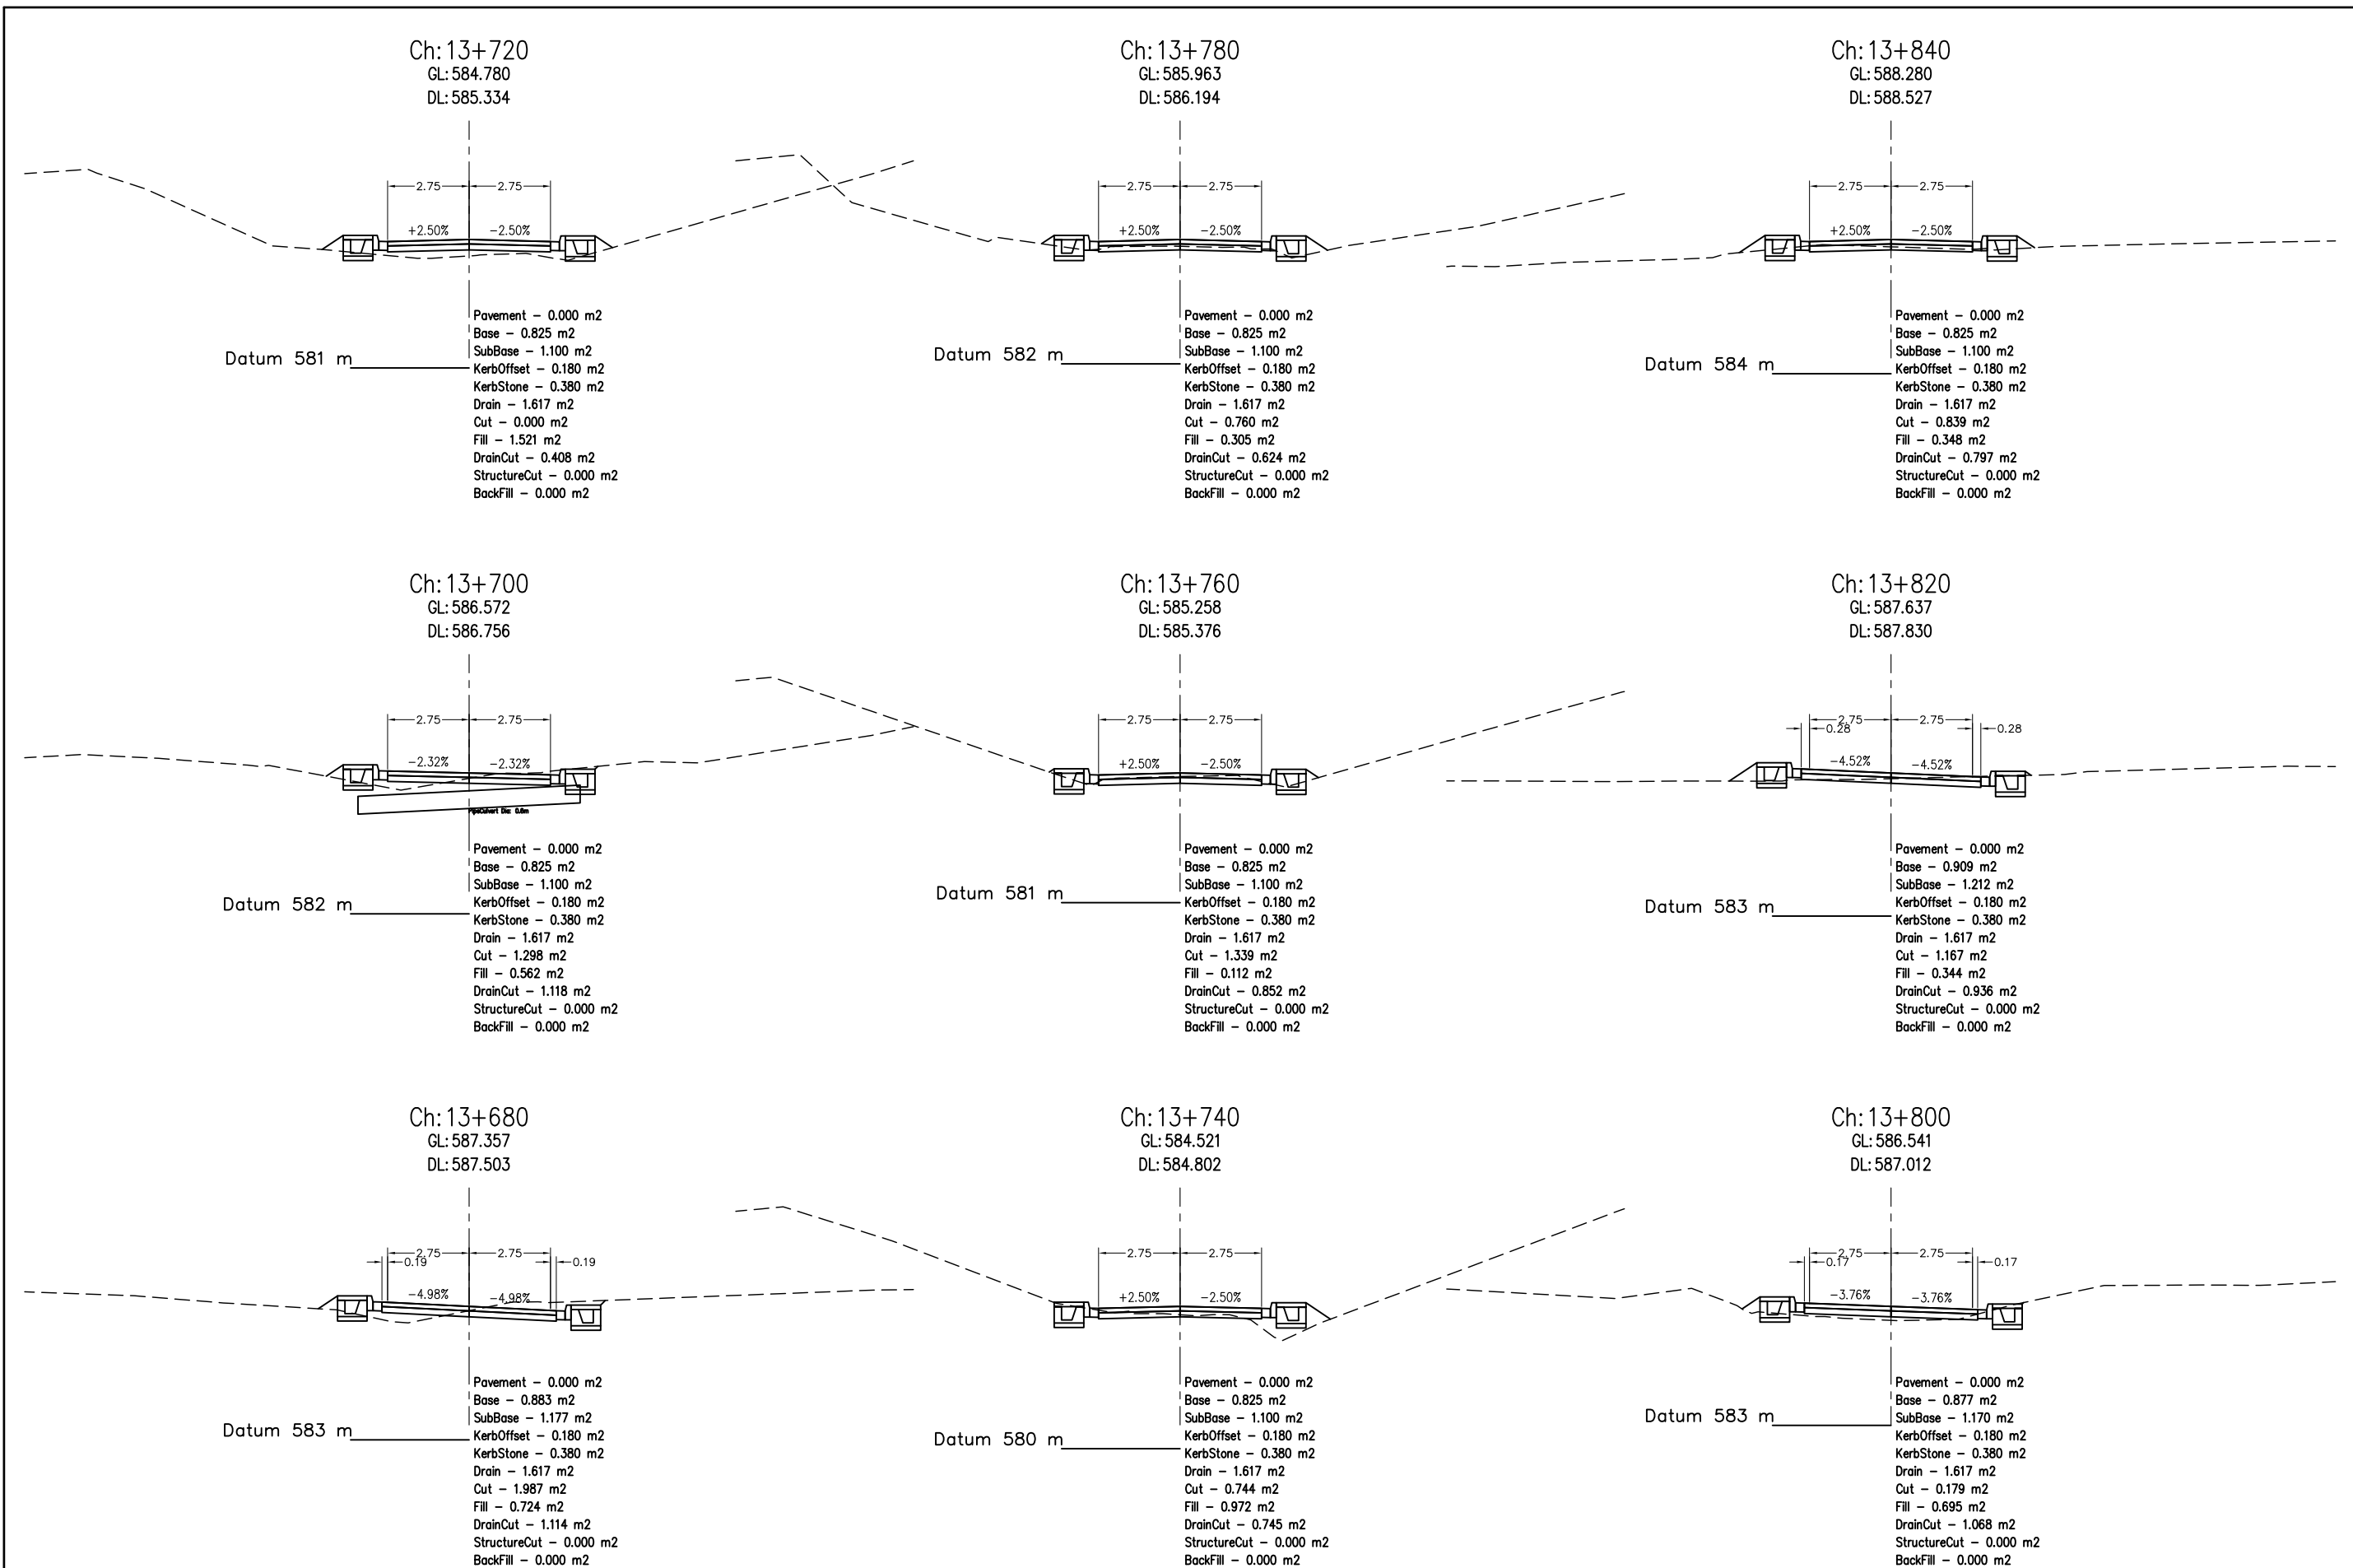 Ch:13+720
GL:584.780
DL:585.334
2.75 2.75
+2.50% -2.50%
Datum 581 m
Pavement - 0.000 m2
Base - 0.825 m2
SubBase - 1.100 m2
KerbOffset - 0.180 m2
KerbStone - 0.380 m2
Drain - 1.617 m2
Cut - 0.000 m2
Fill - 1.521 m2
DrainCut - 0.408 m2
StructureCut - 0.000 m2
BackFill - 0.000 m2
Ch:13+780
GL:585.963
DL:586.194
2.75 2.75
+2.50% -2.50%
Datum 582 m
Pavement - 0.000 m2
Base - 0.825 m2
SubBase - 1.100 m2
KerbOffset - 0.180 m2
KerbStone - 0.380 m2
Drain - 1.617 m2
Cut - 0.760 m2
Fill - 0.305 m2
DrainCut - 0.624 m2
StructureCut - 0.000 m2
BackFill - 0.000 m2
Ch:13+840
GL:588.280
DL:588.527
2.75 2.75
+2.50% -2.50%
Datum 584 m
Pavement - 0.000 m2
Base - 0.825 m2
SubBase - 1.100 m2
KerbOffset - 0.180 m2
KerbStone - 0.380 m2
Drain - 1.617 m2
Cut - 0.839 m2
Fill - 0.348 m2
DrainCut - 0.797 m2
StructureCut - 0.000 m2
BackFill - 0.000 m2
Ch:13+700
GL:586.572
DL:586.756
2.75 2.75
-2.32% -2.32%
PipeCulvert Dia: 0.6m
Datum 582 m
Pavement - 0.000 m2
Base - 0.825 m2
SubBase - 1.100 m2
KerbOffset - 0.180 m2
KerbStone - 0.380 m2
Drain - 1.617 m2
Cut - 1.298 m2
Fill - 0.562 m2
DrainCut - 1.118 m2
StructureCut - 0.000 m2
BackFill - 0.000 m2
Ch:13+760
GL:585.258
DL:585.376
2.75 2.75
+2.50% -2.50%
Datum 581 m
Pavement - 0.000 m2
Base - 0.825 m2
SubBase - 1.100 m2
KerbOffset - 0.180 m2
KerbStone - 0.380 m2
Drain - 1.617 m2
Cut - 1.339 m2
Fill - 0.112 m2
DrainCut - 0.852 m2
StructureCut - 0.000 m2
BackFill - 0.000 m2
Ch:13+820
GL:587.637
DL:587.830
2.75 2.75
0.28 0.28
-4.52% -4.52%
Datum 583 m
Pavement - 0.000 m2
Base - 0.909 m2
SubBase - 1.212 m2
KerbOffset - 0.180 m2
KerbStone - 0.380 m2
Drain - 1.617 m2
Cut - 1.167 m2
Fill - 0.344 m2
DrainCut - 0.936 m2
StructureCut - 0.000 m2
BackFill - 0.000 m2
Ch:13+680
GL:587.357
DL:587.503
2.75 2.75
0.19 0.19
-4.98% -4.98%
Datum 583 m
Pavement - 0.000 m2
Base - 0.883 m2
SubBase - 1.177 m2
KerbOffset - 0.180 m2
KerbStone - 0.380 m2
Drain - 1.617 m2
Cut - 1.987 m2
Fill - 0.724 m2
DrainCut - 1.114 m2
StructureCut - 0.000 m2
BackFill - 0.000 m2
Ch:13+740
GL:584.521
DL:584.802
2.75 2.75
+2.50% -2.50%
Datum 580 m
Pavement - 0.000 m2
Base - 0.825 m2
SubBase - 1.100 m2
KerbOffset - 0.180 m2
KerbStone - 0.380 m2
Drain - 1.617 m2
Cut - 0.744 m2
Fill - 0.972 m2
DrainCut - 0.745 m2
StructureCut - 0.000 m2
BackFill - 0.000 m2
Ch:13+800
GL:586.541
DL:587.012
2.75 2.75
0.17 0.17
-3.76% -3.76%
Datum 583 m
Pavement - 0.000 m2
Base - 0.877 m2
SubBase - 1.170 m2
KerbOffset - 0.180 m2
KerbStone - 0.380 m2
Drain - 1.617 m2
Cut - 0.179 m2
Fill - 0.695 m2
DrainCut - 1.068 m2
StructureCut - 0.000 m2
BackFill - 0.000 m2